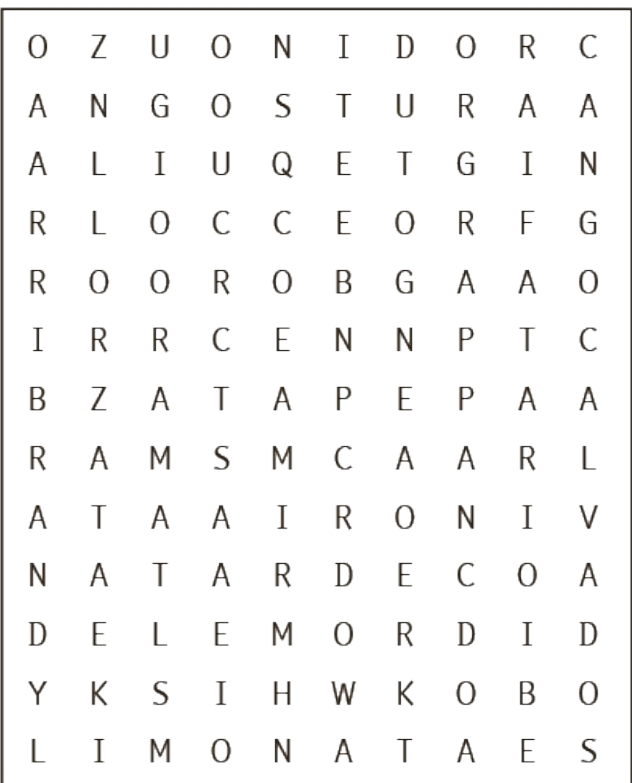 O Z U O N I D O R C
A N G O S T U R A A
A L I U Q E T G I N
R L O C C E O R F G
R O O R O B G A A O
I R R C E N N P T C
B Z A T A P E P A A
R A M S M C A A R L
A T A A I R O N I V
N A T A R D E C O A
D E L E M O R D I D
Y K S I H W K O B O
L I M O N A T A E S